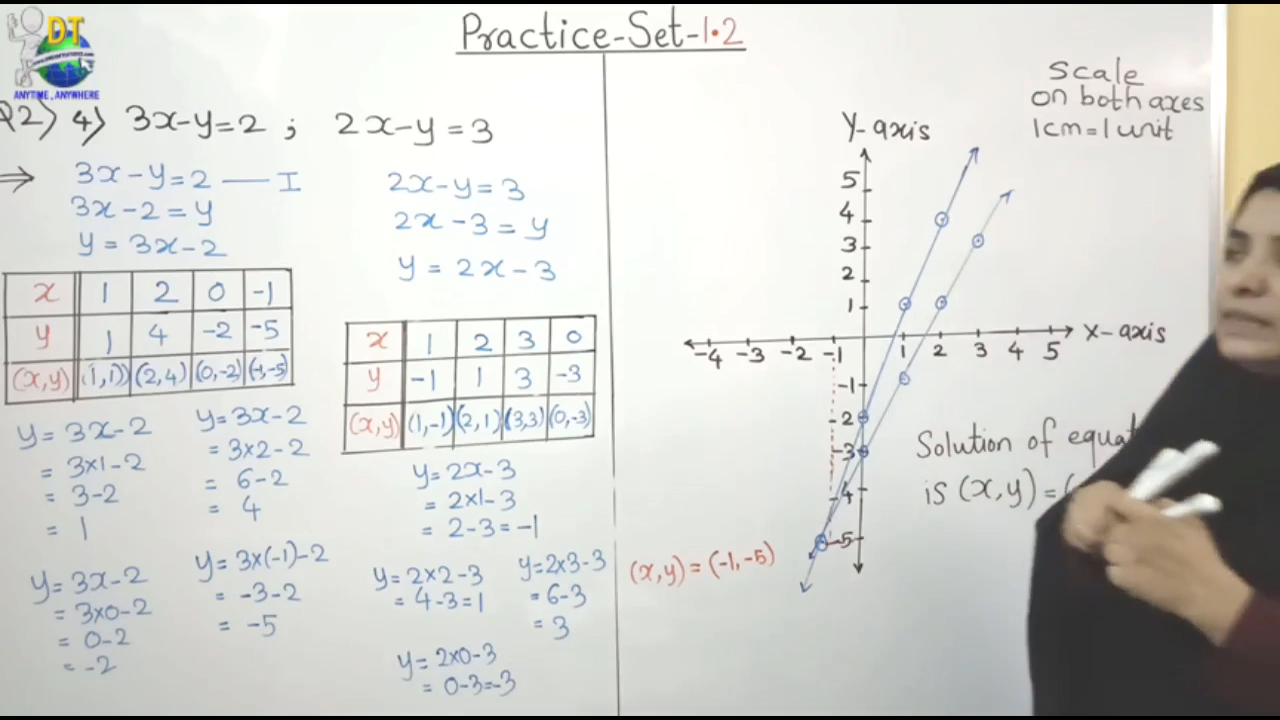 DT
ANYTIME, ANYWHERE
Practice-Set-1.2
Q2) 4) 3x-y=2 ; 2x-y=3
⇒ 3x-y=2 — I
3x-2=y
y=3x-2
x 1 2 0 -1
y 1 4 -2 -5
(x,y) (1,1) (2,4) (0,-2) (-1,-5)
y=3x-2
=3x1-2
=3-2
=1
y=3x-2
=3x2-2
=6-2
=4
y=3x-2
=3x0-2
=0-2
=-2
y=3x(-1)-2
=-3-2
=-5
2x-y=3
2x-3=y
y=2x-3
x 1 2 3 0
y -1 1 3 -3
(x,y) (1,-1) (2,1) (3,3) (0,-3)
y=2x-3
=2x1-3
=2-3=-1
y=2x2-3
=4-3=1
y=2x3-3
=6-3
=3
y=2x0-3
=0-3=-3
Scale
on both axes
1cm=1unit
Y-axis
5
4
3
2
1
-4 -3 -2 -1 1 2 3 4 5 X-axis
-1
-2
-3
-4
-5
(x,y)=(-1,-5)
Solution of
is (x,y)=(